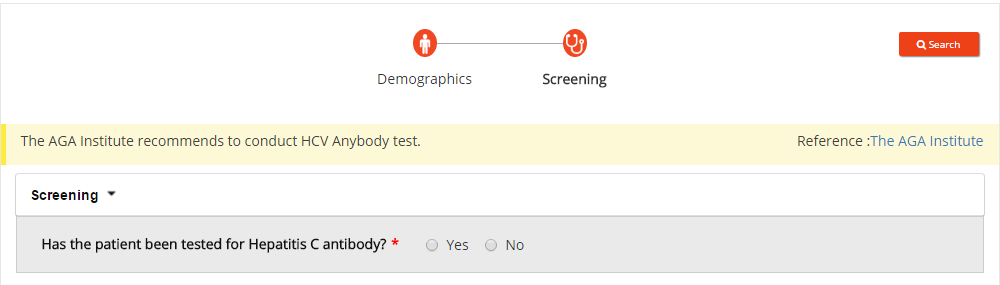 Search
Demographics
Screening
The AGA Institute recommends to conduct HCV Anybody test.
Reference :The AGA Institute
Screening
Has the patient been tested for Hepatitis C antibody? * Yes No